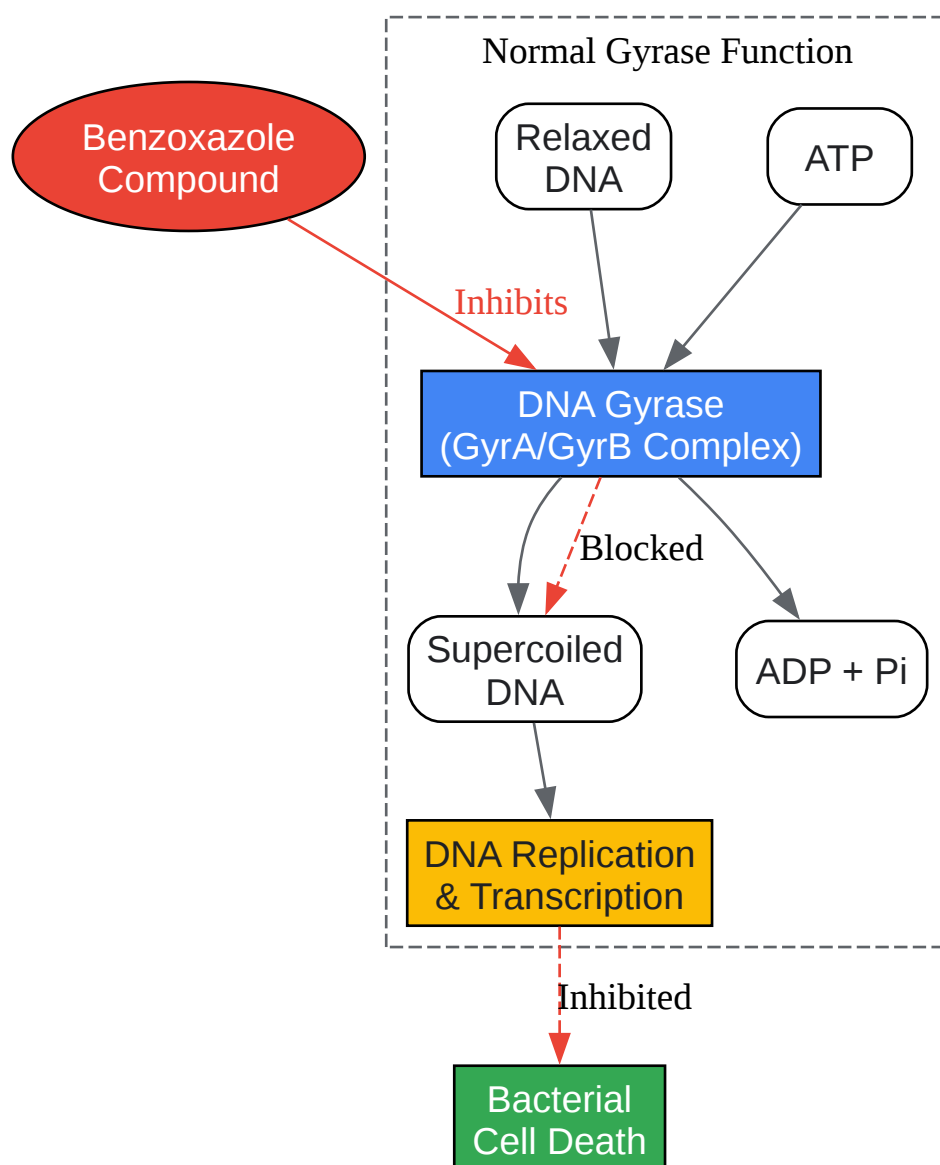 Normal Gyrase Function
Benzoxazole
Compound
Relaxed
DNA
ATP
Inhibits
DNA Gyrase
(GyrA/GyrB Complex)
Blocked
Supercoiled
DNA
ADP + Pi
DNA Replication
& Transcription
Inhibited
Bacterial
Cell Death